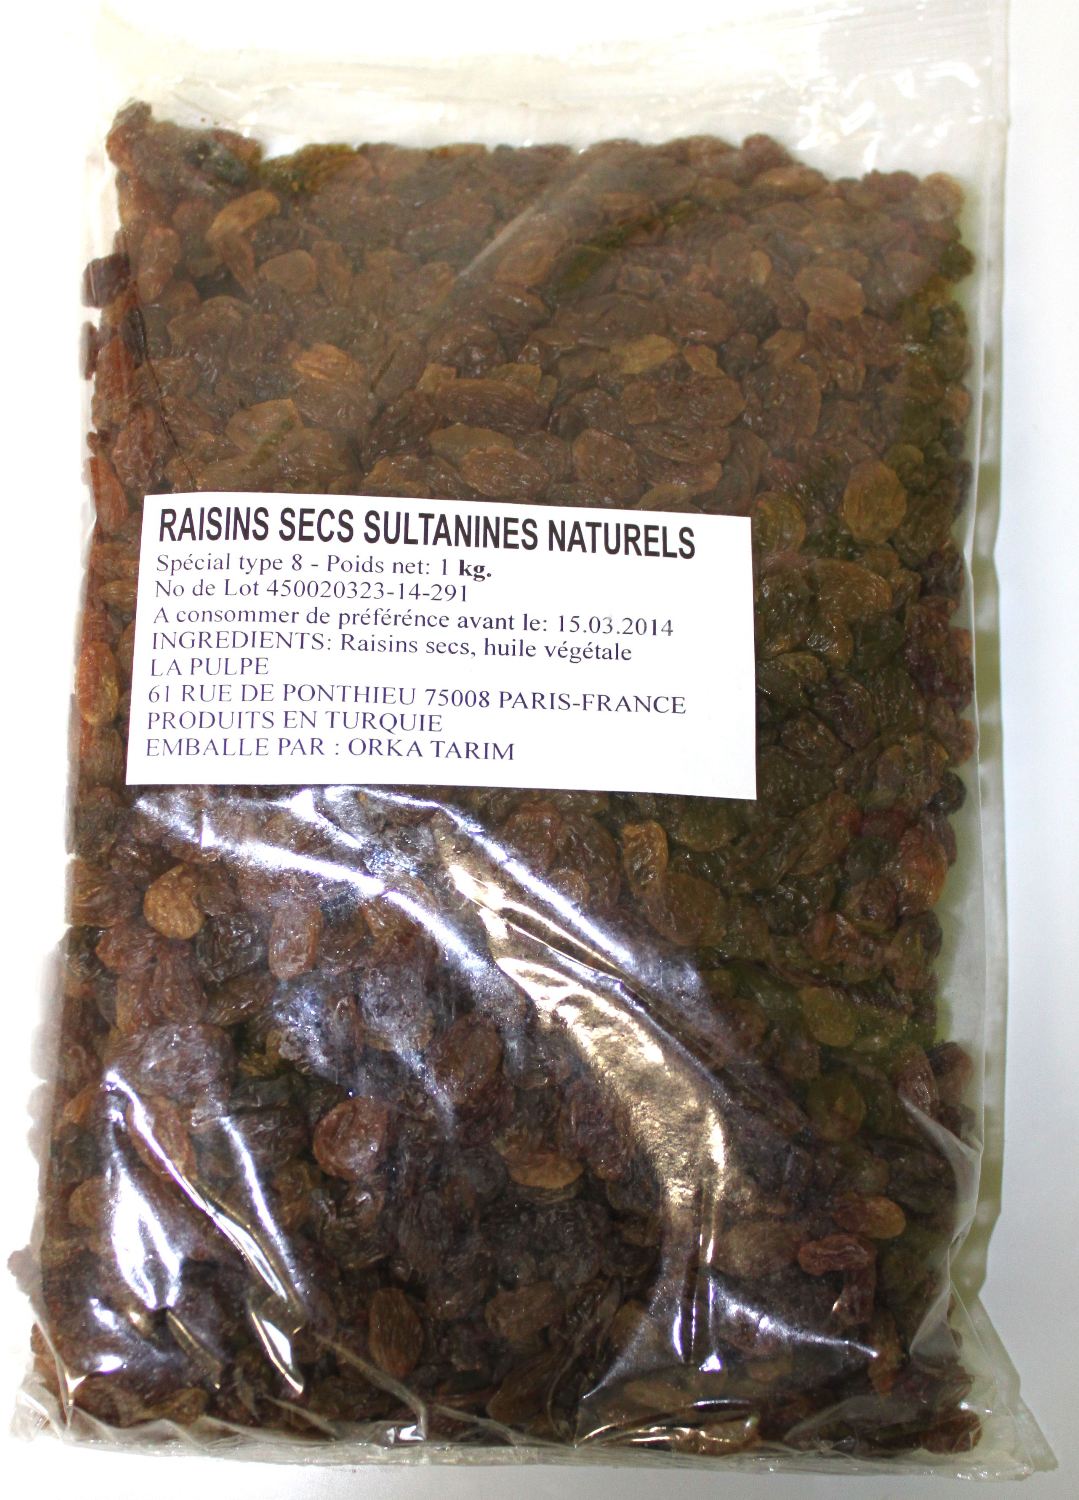 RAISINS SECS SULTANINES NATURELS
Spécial type 8 - Poids net: 1 kg.
No de Lot 450020323-14-291
A consommer de préférénce avant le: 15.03.2014
INGREDIENTS: Raisins secs, huile végétale
LA PULPE
61 RUE DE PONTHIEU 75008 PARIS-FRANCE
PRODUITS EN TURQUIE
EMBALLE PAR : ORKA TARIM